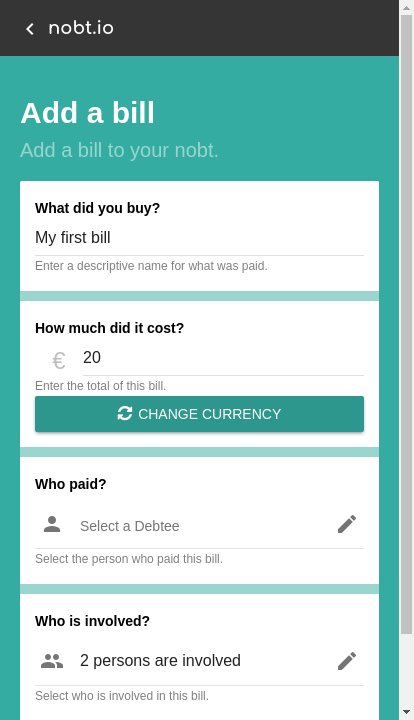 nobt.io
Add a bill
Add a bill to your nobt.
What did you buy?
My first bill
Enter a descriptive name for what was paid.
How much did it cost?
€ 20
Enter the total of this bill.
CHANGE CURRENCY
Who paid?
Select a Debtee
Select the person who paid this bill.
Who is involved?
2 persons are involved
Select who is involved in this bill.